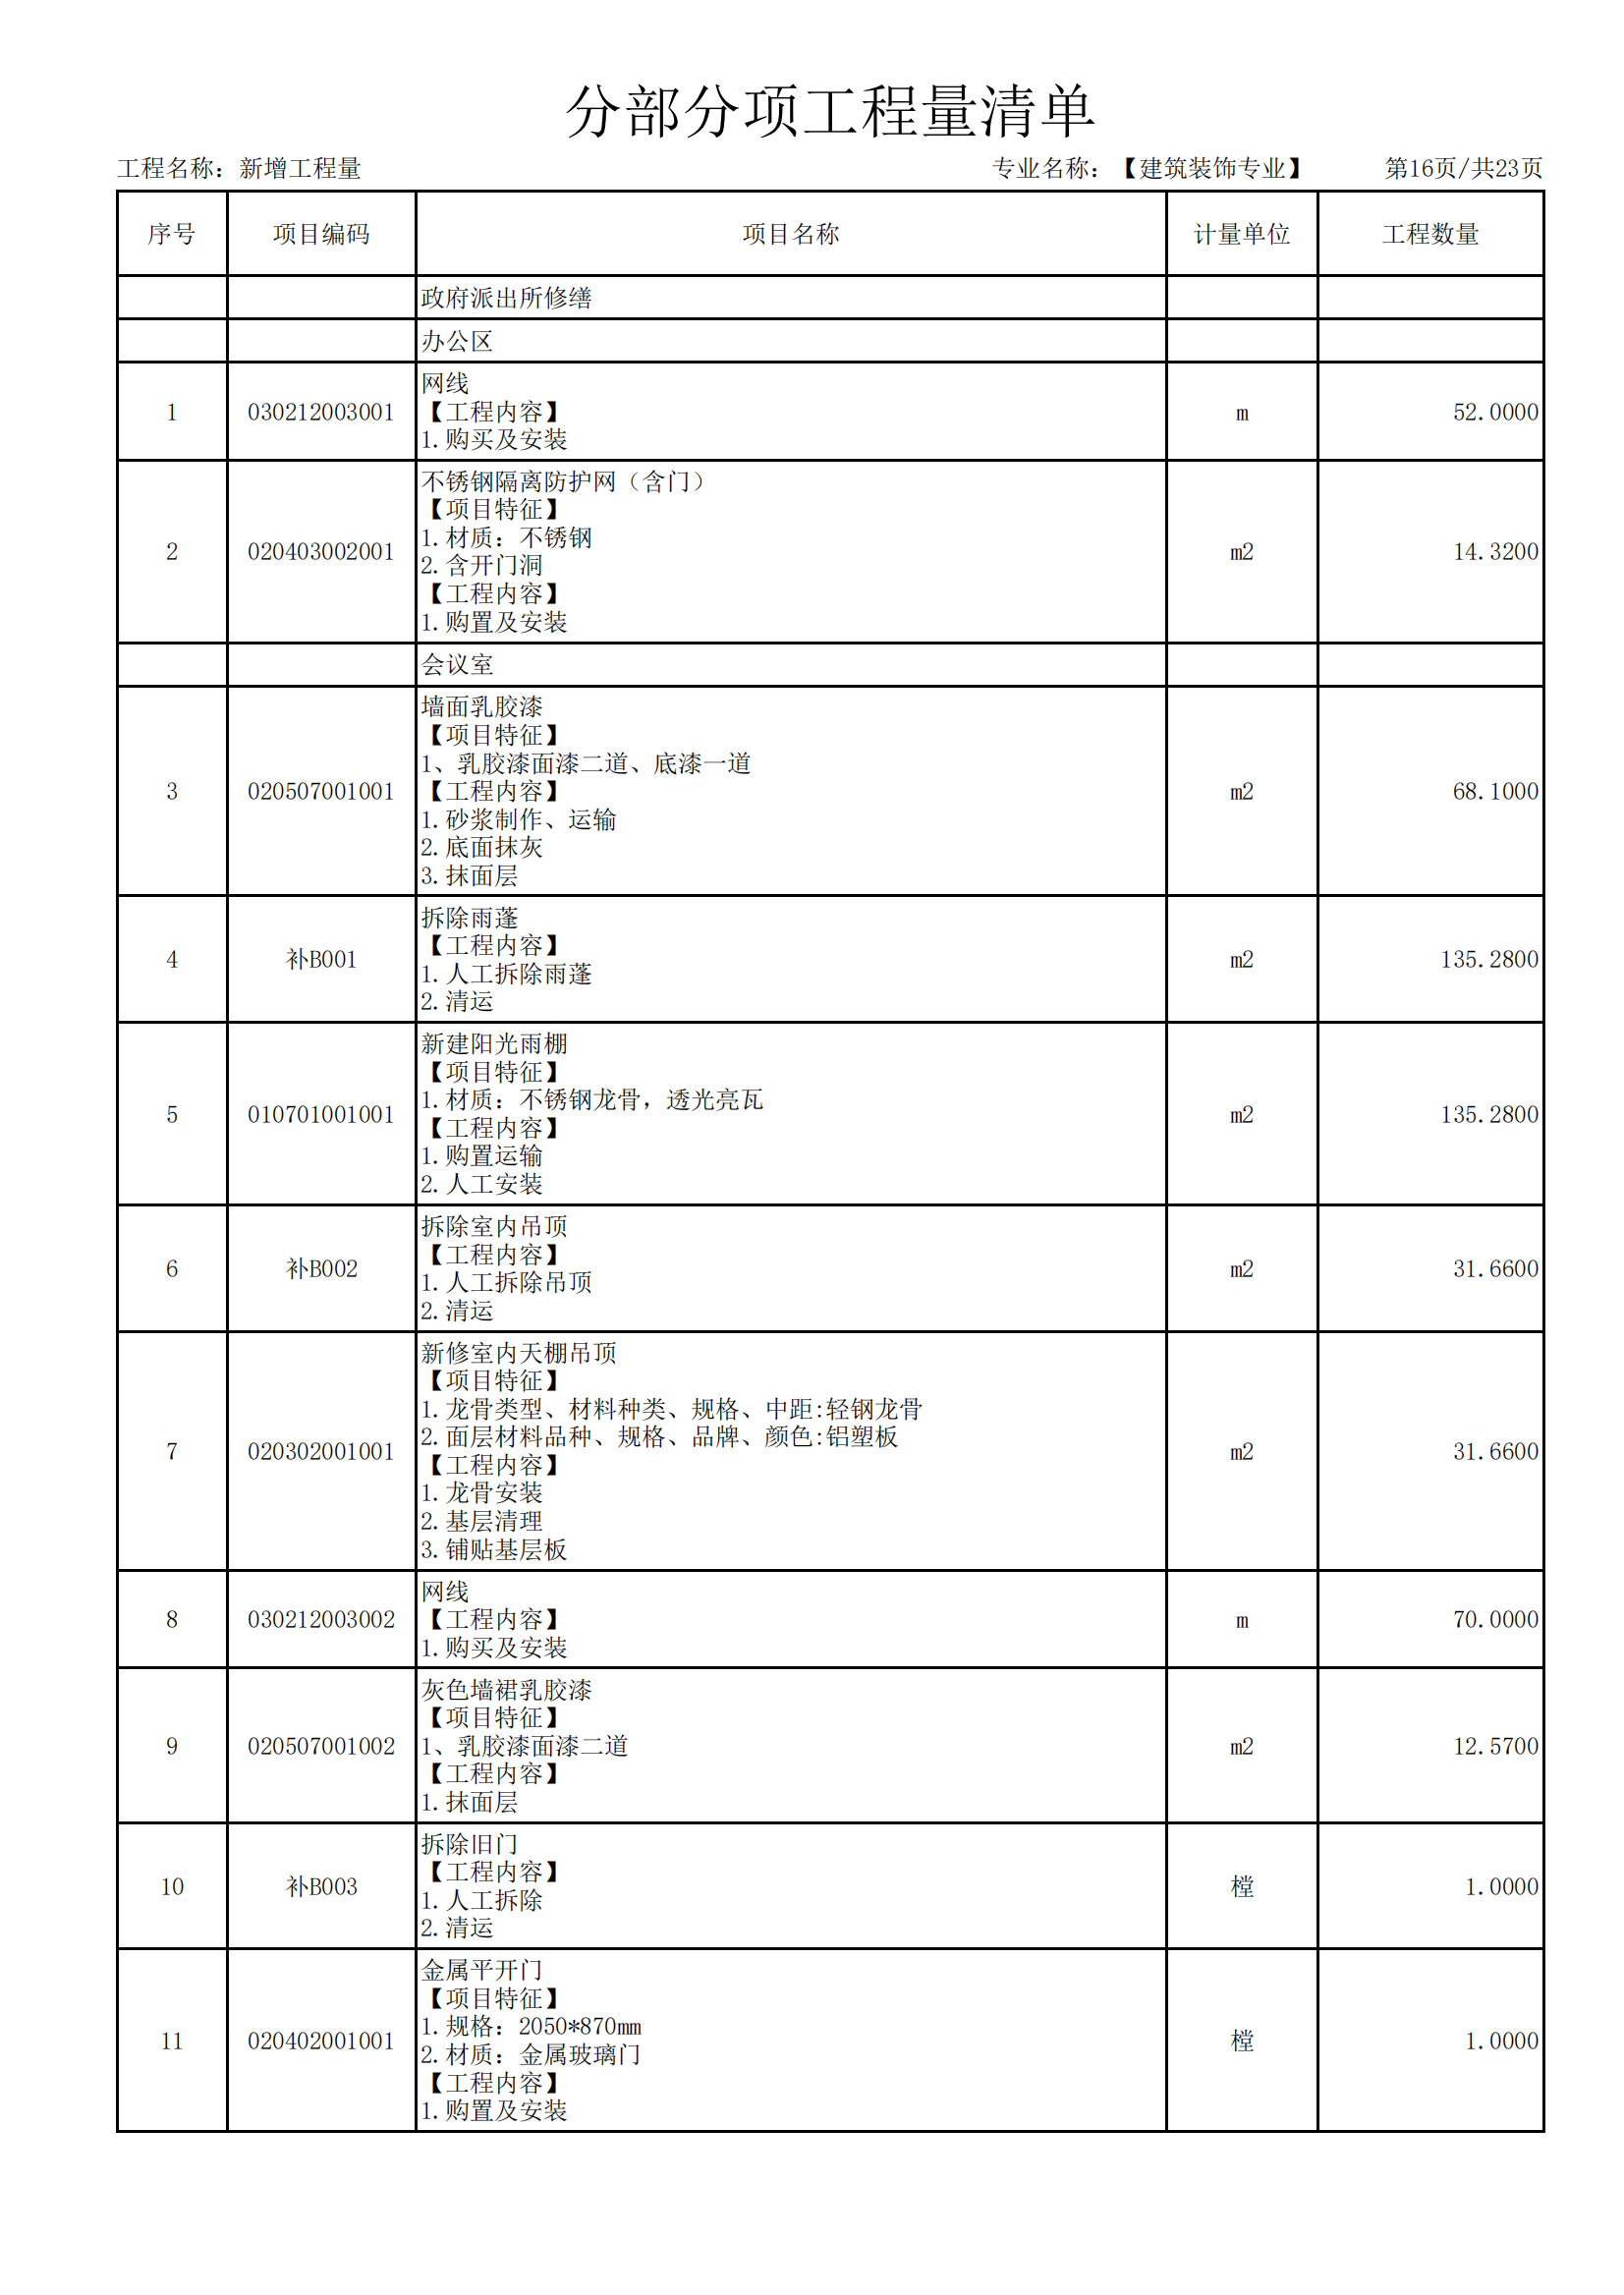 分部分项工程量清单
工程名称：新增工程量 专业名称：【建筑装饰专业】 第16页/共23页
序号 项目编码 项目名称 计量单位 工程数量
政府派出所修缮
办公区
网线
【工程内容】
1 030212003001 m 52.0000
1.购买及安装
不锈钢隔离防护网（含门）
【项目特征】
1.材质：不锈钢
2 020403002001 m2 14.3200
2.含开门洞
【工程内容】
1.购置及安装
会议室
墙面乳胶漆
【项目特征】
1、乳胶漆面漆二道、底漆一道
3 020507001001 【工程内容】 m2 68.1000
1.砂浆制作、运输
2.底面抹灰
3.抹面层
拆除雨蓬
【工程内容】
4 补B001 m2 135.2800
1.人工拆除雨蓬
2.清运
新建阳光雨棚
【项目特征】
1.材质：不锈钢龙骨，透光亮瓦
5 010701001001 m2 135.2800
【工程内容】
1.购置运输
2.人工安装
拆除室内吊顶
【工程内容】
6 补B002 m2 31.6600
1.人工拆除吊顶
2.清运
新修室内天棚吊顶
【项目特征】
1.龙骨类型、材料种类、规格、中距:轻钢龙骨
2.面层材料品种、规格、品牌、颜色:铝塑板
7 020302001001 m2 31.6600
【工程内容】
1.龙骨安装
2.基层清理
3.铺贴基层板
网线
8 030212003002 【工程内容】 m 70.0000
1.购买及安装
灰色墙裙乳胶漆
【项目特征】
9 020507001002 1、乳胶漆面漆二道 m2 12.5700
【工程内容】
1.抹面层
拆除旧门
【工程内容】
10 补B003 樘 1.0000
1.人工拆除
2.清运
金属平开门
【项目特征】
1.规格：2050*870mm
11 020402001001 樘 1.0000
2.材质：金属玻璃门
【工程内容】
1.购置及安装